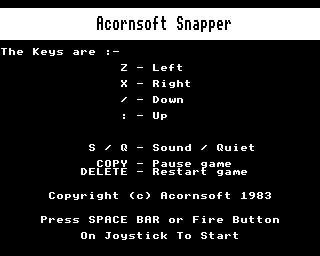 Acornsoft Snapper
The Keys are :-
Z - Left
X - Right
/ - Down
: - Up
S / Q - Sound / Quiet
COPY - Pause game
DELETE - Restart game
Copyright (c) Acornsoft 1983
Press SPACE BAR or Fire Button
On Joystick To Start